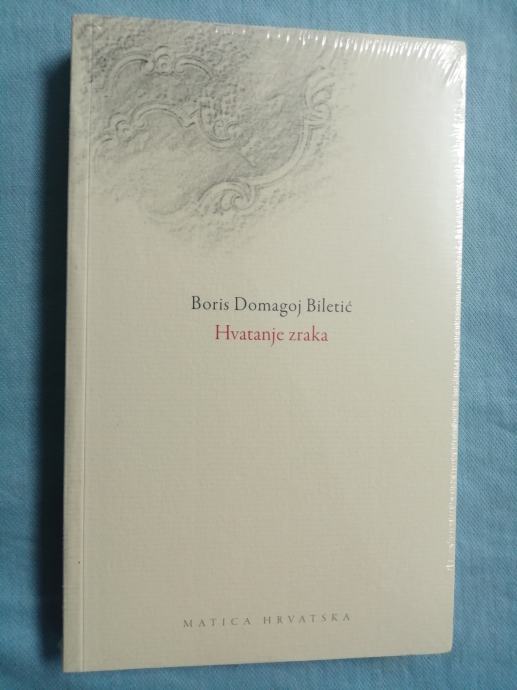 Boris Domagoj Biletić
Hvatanje zraka
MATICA HRVATSKA